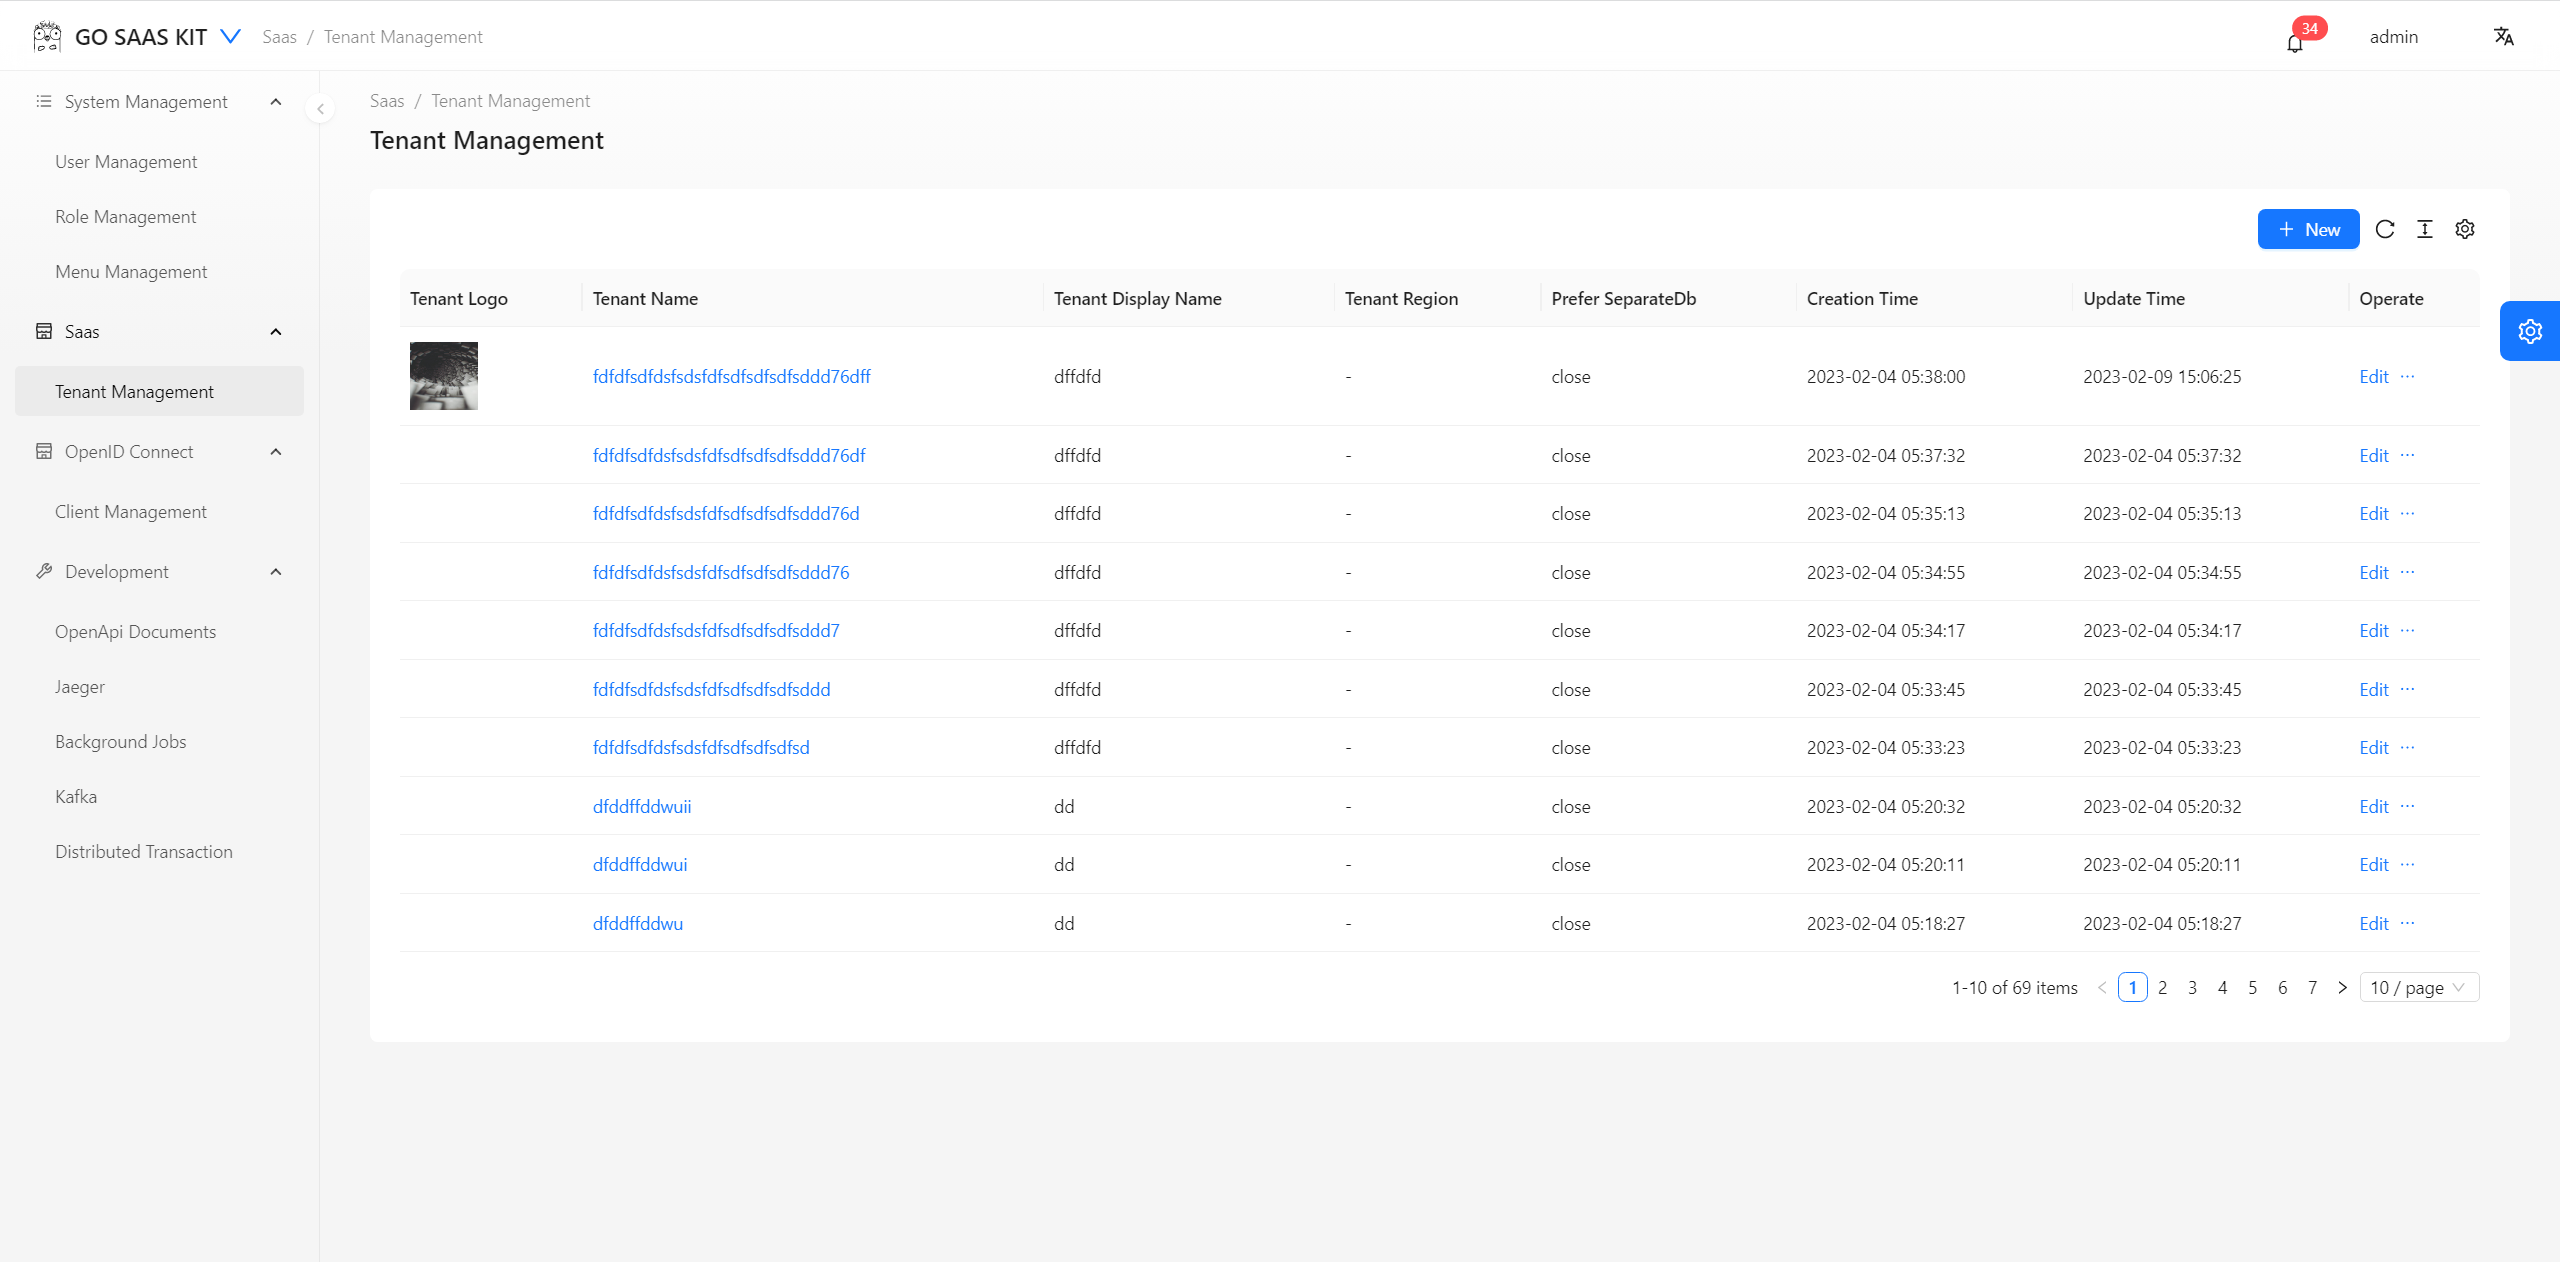 GO SAAS KIT Saas / Tenant Management 34 admin
System Management
User Management
Role Management
Menu Management
Saas
Tenant Management
OpenID Connect
Client Management
Development
OpenApi Documents
Jaeger
Background Jobs
Kafka
Distributed Transaction
Saas / Tenant Management
Tenant Management
New
Tenant Logo Tenant Name Tenant Display Name Tenant Region Prefer SeparateDb Creation Time Update Time Operate
fdfdfsdfdsfsdsfdfsdfsdfsdfsddd76dff dffdfd - close 2023-02-04 05:38:00 2023-02-09 15:06:25 Edit ···
fdfdfsdfdsfsdsfdfsdfsdfsdfsddd76df dffdfd - close 2023-02-04 05:37:32 2023-02-04 05:37:32 Edit ···
fdfdfsdfdsfsdsfdfsdfsdfsdfsddd76d dffdfd - close 2023-02-04 05:35:13 2023-02-04 05:35:13 Edit ···
fdfdfsdfdsfsdsfdfsdfsdfsdfsddd76 dffdfd - close 2023-02-04 05:34:55 2023-02-04 05:34:55 Edit ···
fdfdfsdfdsfsdsfdfsdfsdfsdfsddd7 dffdfd - close 2023-02-04 05:34:17 2023-02-04 05:34:17 Edit ···
fdfdfsdfdsfsdsfdfsdfsdfsdfsddd dffdfd - close 2023-02-04 05:33:45 2023-02-04 05:33:45 Edit ···
fdfdfsdfdsfsdsfdfsdfsdfsdfsd dffdfd - close 2023-02-04 05:33:23 2023-02-04 05:33:23 Edit ···
dfddffddwuii dd - close 2023-02-04 05:20:32 2023-02-04 05:20:32 Edit ···
dfddffddwui dd - close 2023-02-04 05:20:11 2023-02-04 05:20:11 Edit ···
dfddffddwu dd - close 2023-02-04 05:18:27 2023-02-04 05:18:27 Edit ···
1-10 of 69 items 1 2 3 4 5 6 7 10 / page